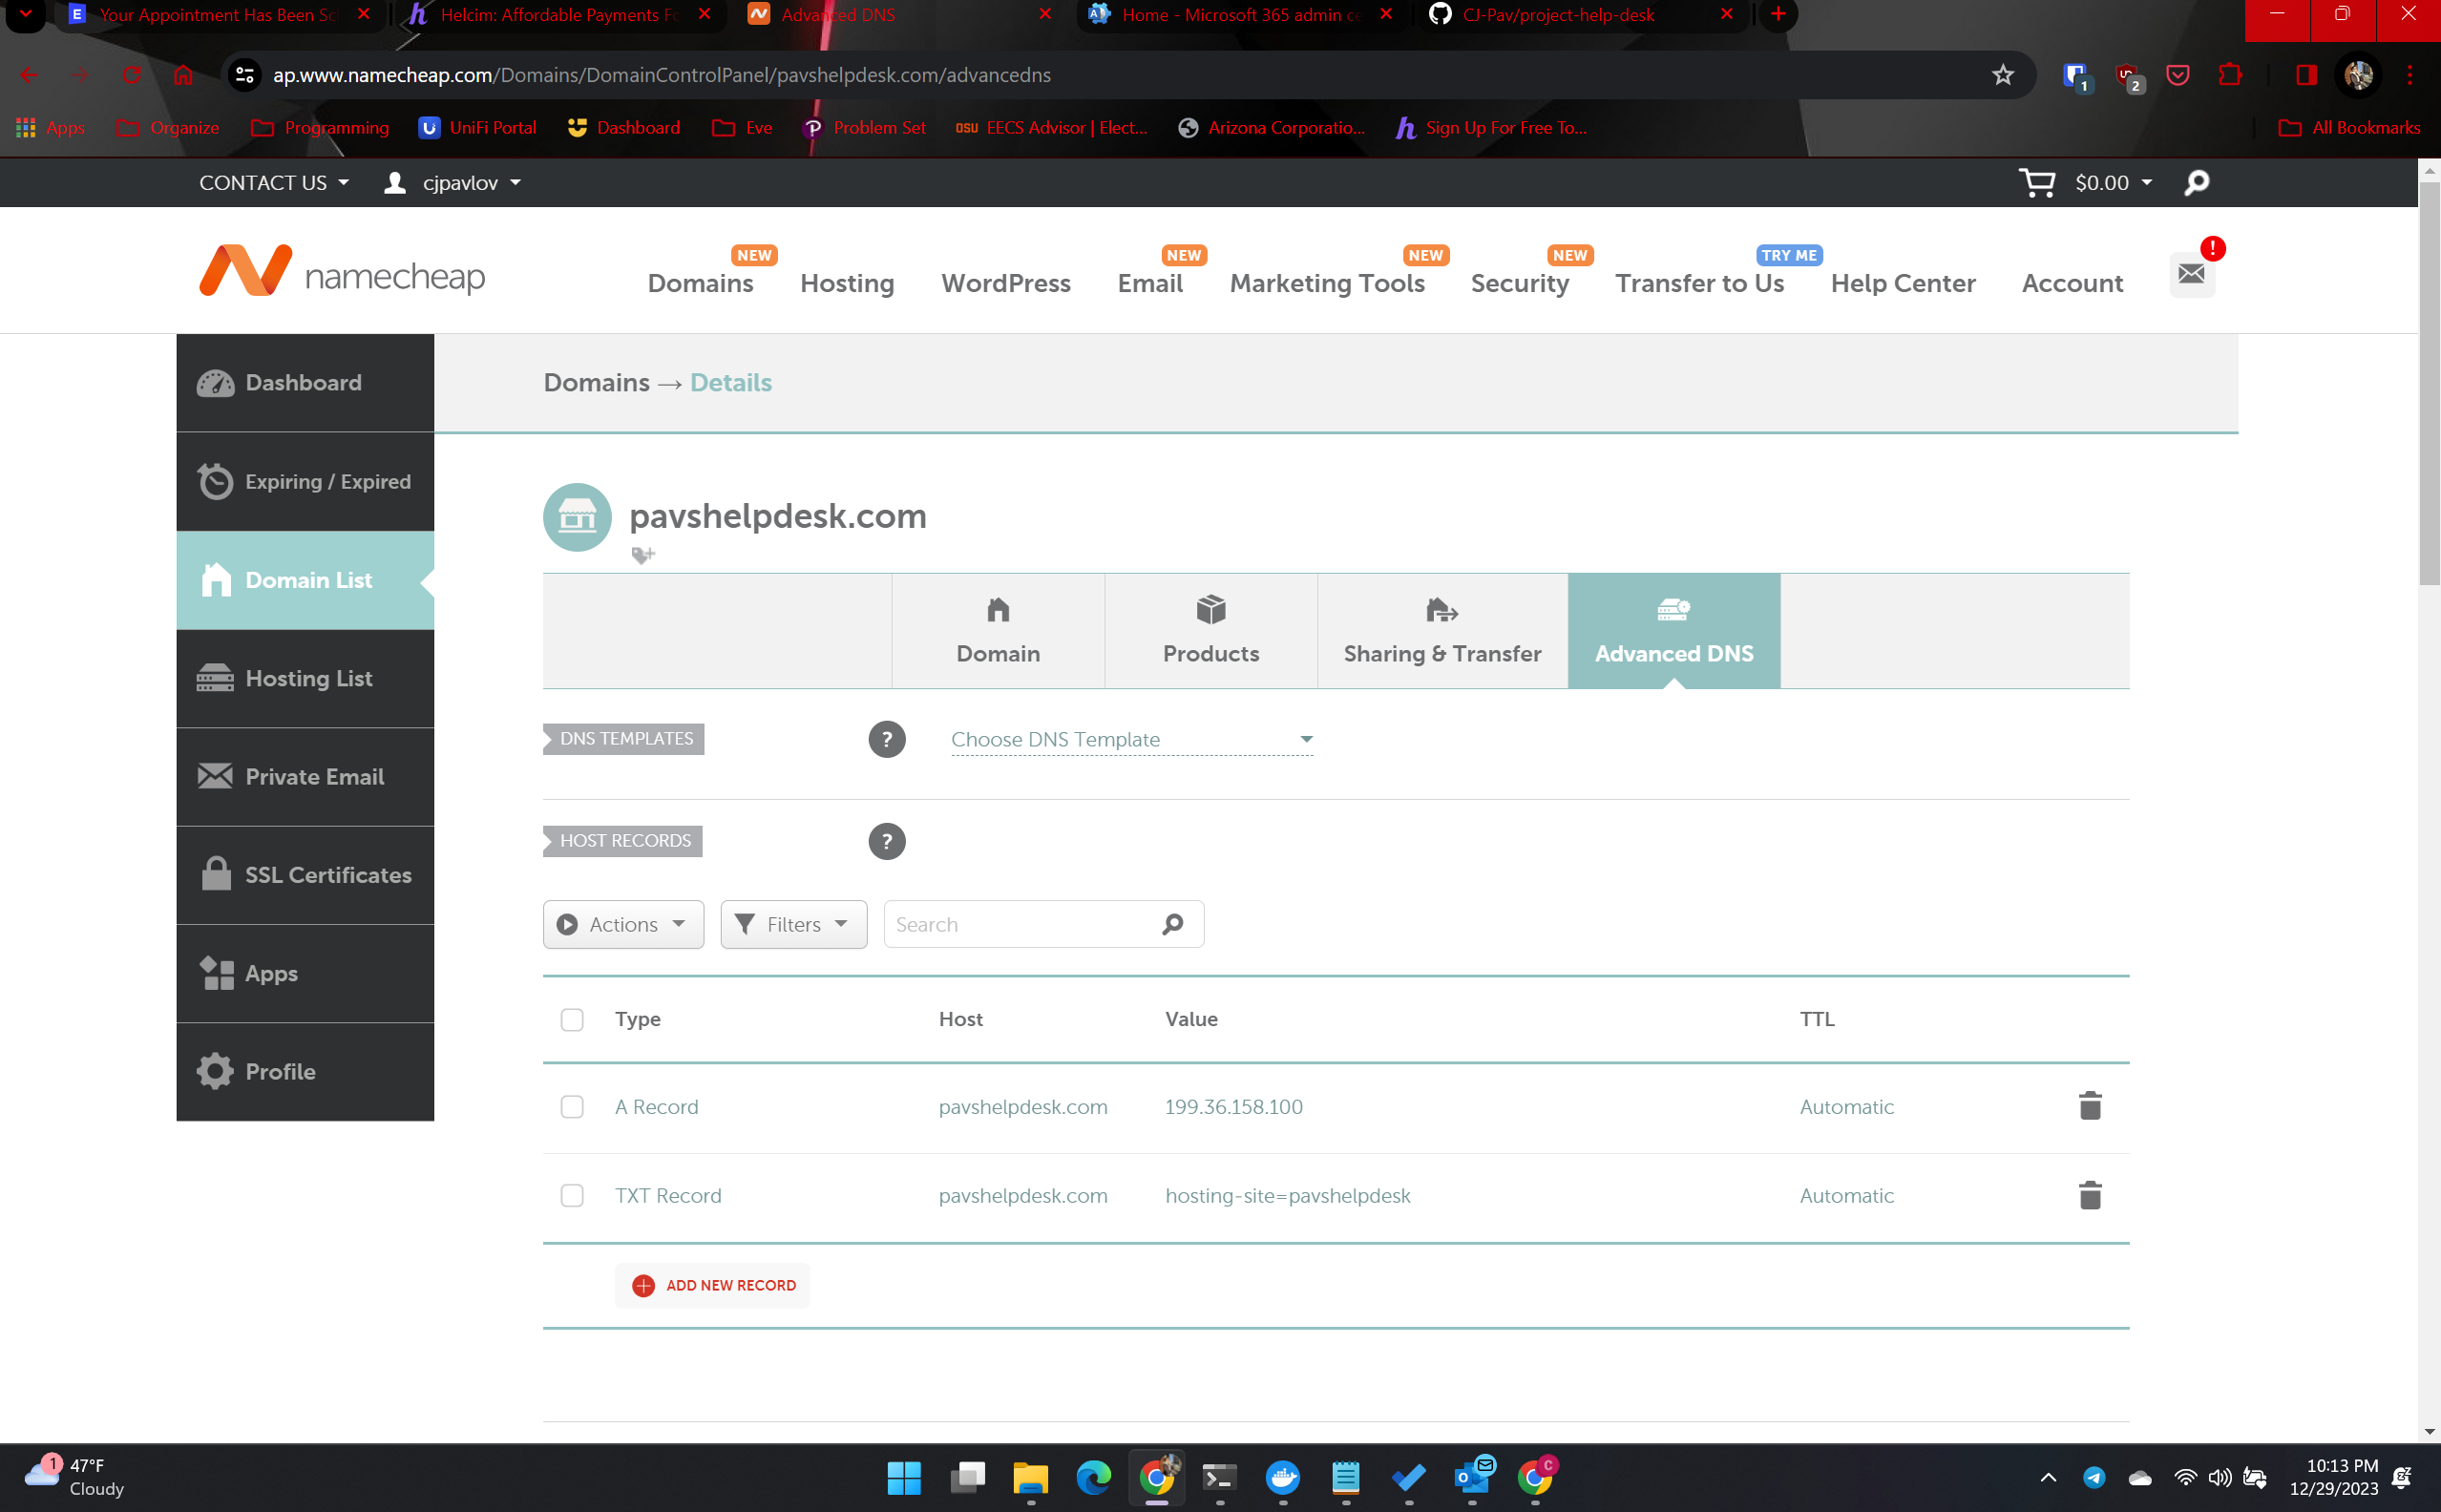 Your Appointment Has Been Sc
Helcim: Affordable Payments Fo
Advanced DNS
Home - Microsoft 365 admin ce
CJ-Pav/project-help-desk
ap.www.namecheap.com/Domains/DomainControlPanel/pavshelpdesk.com/advancedns
1
2
Apps
Organize
Programming
UniFi Portal
Dashboard
Eve
Problem Set
OSU
EECS Advisor | Elect...
Arizona Corporatio...
Sign Up For Free To...
All Bookmarks
CONTACT US
cjpavlov
$0.00
namecheap
NEW
Domains
Hosting
WordPress
NEW
Email
NEW
Marketing Tools
NEW
Security
TRY ME
Transfer to Us
Help Center
Account
!
Dashboard
Expiring / Expired
Domain List
Hosting List
Private Email
SSL Certificates
Apps
Profile
Domains → Details
pavshelpdesk.com
Domain
Products
Sharing & Transfer
Advanced DNS
DNS TEMPLATES
?
Choose DNS Template
HOST RECORDS
?
Actions
Filters
Search
Type Host Value TTL
A Record pavshelpdesk.com 199.36.158.100 Automatic
TXT Record pavshelpdesk.com hosting-site=pavshelpdesk Automatic
ADD NEW RECORD
1
47°F
Cloudy
C
10:13 PM
12/29/2023